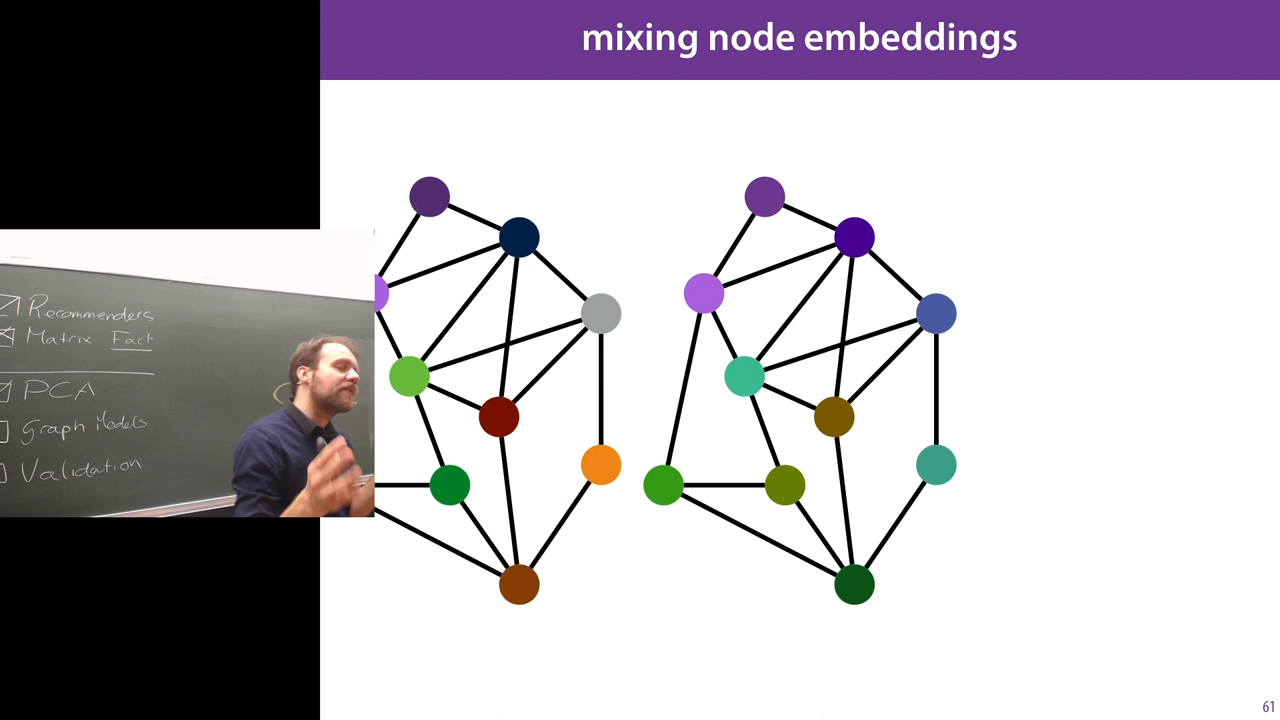 mixing node embeddings
Recommenders
Matrix Fact
PCA
Graph Models
Validation
61